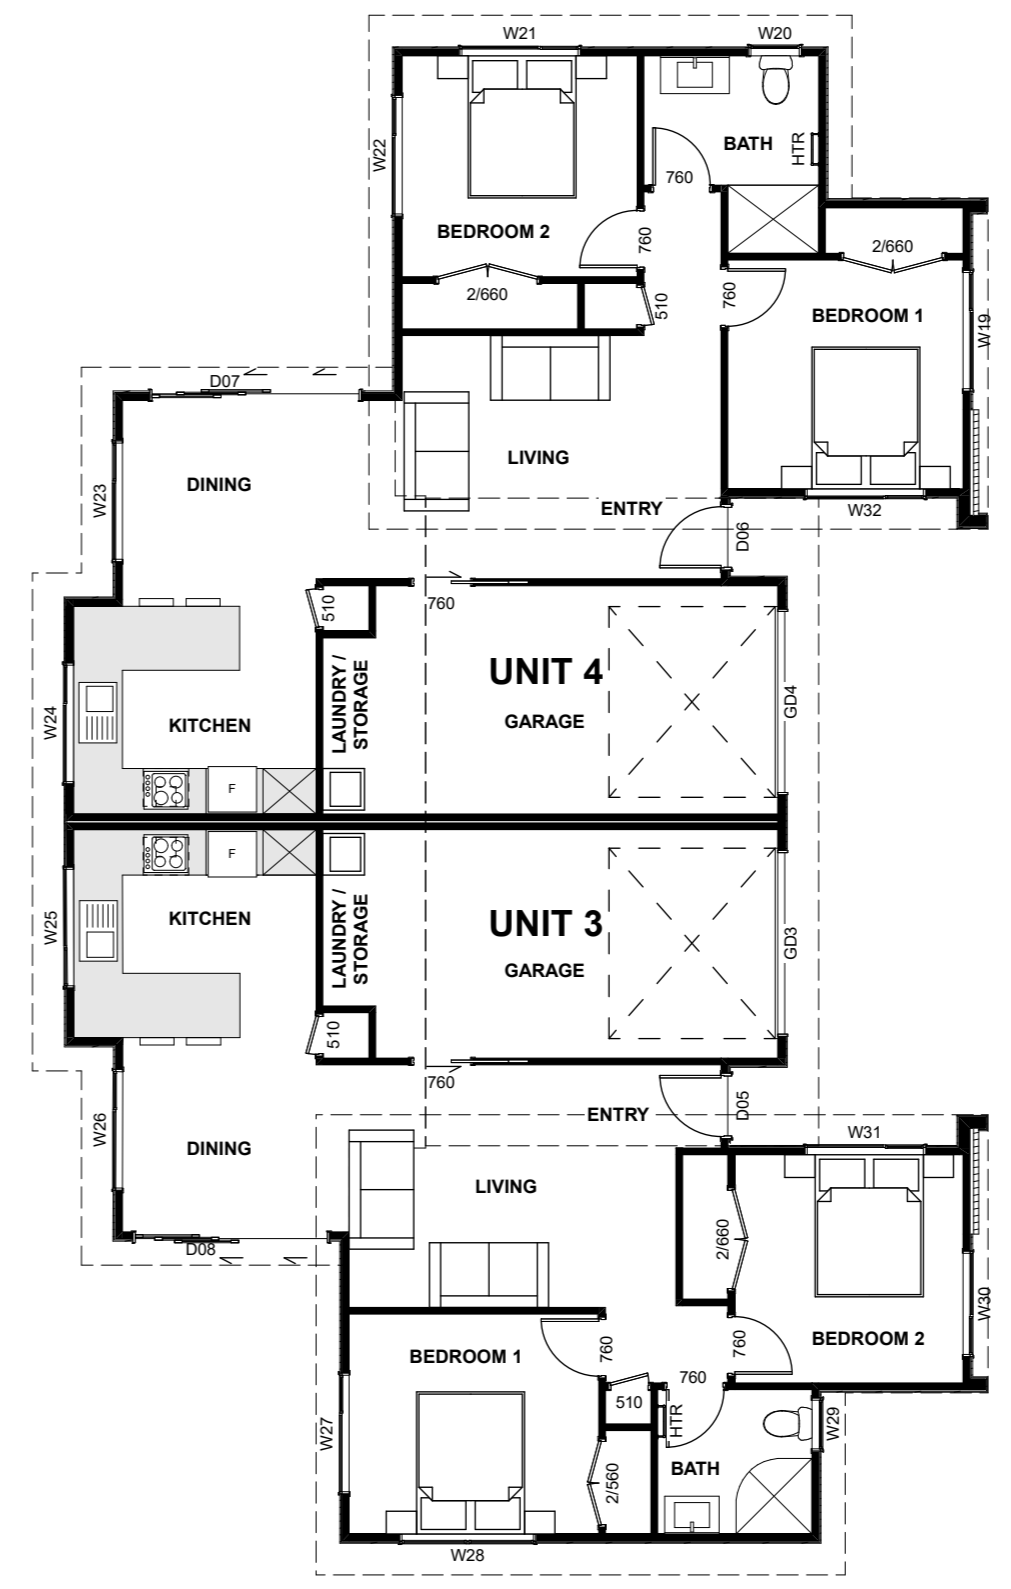 W21
W20
W22
BATH
HTR
760
BEDROOM 2
760
2/660
2/660
760
510
BEDROOM 1
W19
D07
LIVING
DINING
W23
ENTRY
W32
D06
510
760
UNIT 4
LAUNDRY /
STORAGE
GARAGE
GD4
W24
KITCHEN
F
F
KITCHEN
W25
UNIT 3
LAUNDRY /
STORAGE
GARAGE
GD3
510
760
ENTRY
D05
W26
DINING
W31
LIVING
D08
2/660
W30
BEDROOM 2
760
760
BEDROOM 1
760
510
HTR
W29
W27
BATH
2/560
W28